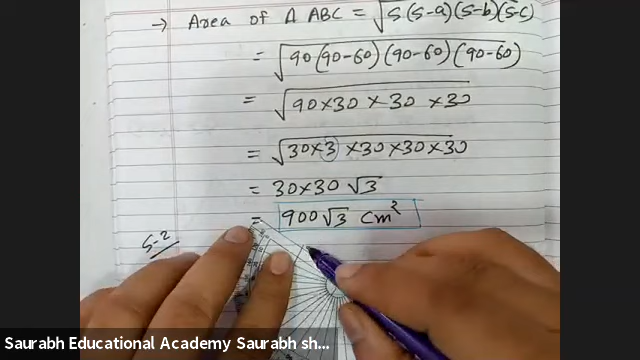 → Area of Δ ABC = √S(S-a)(S-b)(S-c)
= √90(90-60)(90-60)(90-60)
= √90×30×30×30
= √30×3×30×30×30
= 30×30√3
= 900√3 cm²
S-2
Saurabh Educational Academy Saurabh sh...